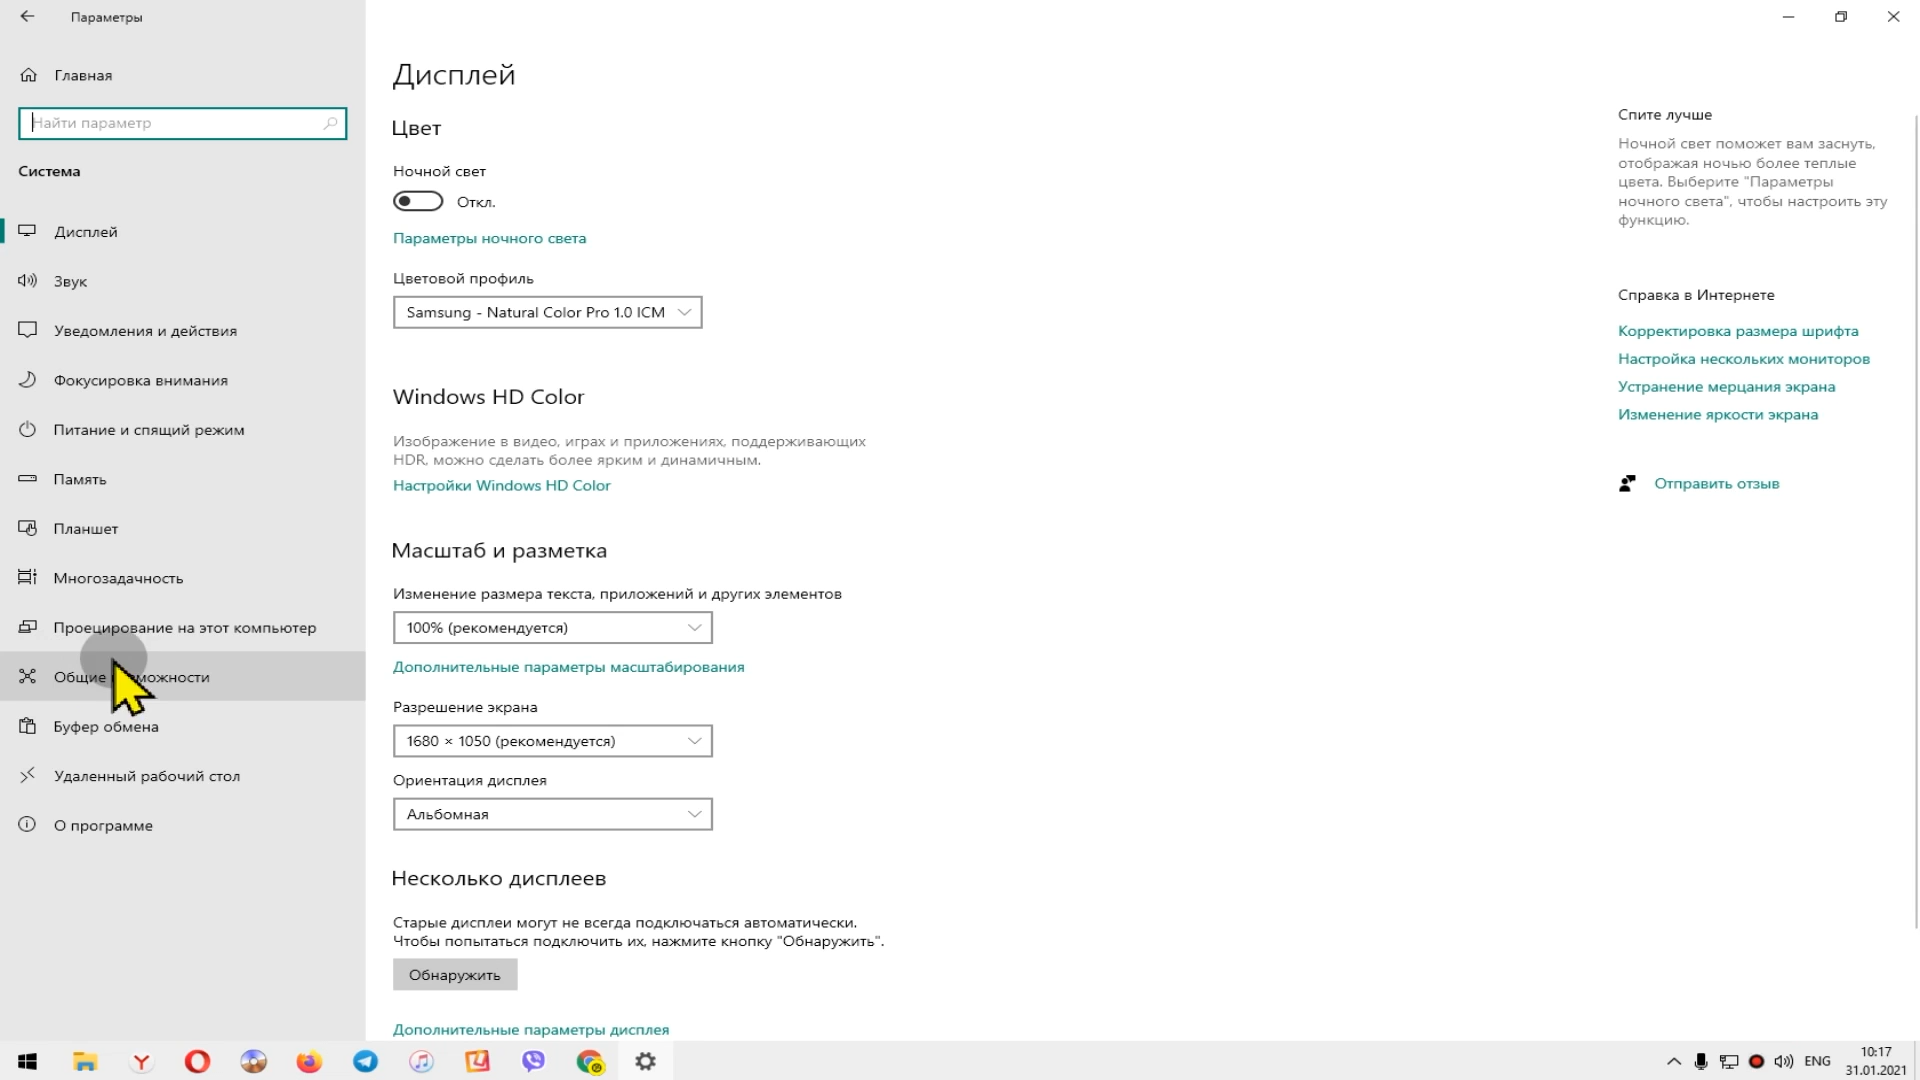 Параметры
Главная
Найти параметр
Система
Дисплей
Звук
Уведомления и действия
Фокусировка внимания
Питание и спящий режим
Память
Планшет
Многозадачность
Проецирование на этот компьютер
Общие
Буфер обмена
Удаленный рабочий стол
О программе
Дисплей
Цвет
Ночной свет
Откл.
Параметры ночного света
Цветовой профиль
Samsung - Natural Color Pro 1.0 ICM
Windows HD Color
Изображение в видео, играх и приложениях, поддерживающих
HDR, можно сделать более ярким и динамичным.
Настройки Windows HD Color
Масштаб и разметка
Изменение размера текста, приложений и других элементов
100% (рекомендуется)
Дополнительные параметры масштабирования
Разрешение экрана
1680 × 1050 (рекомендуется)
Ориентация дисплея
Альбомная
Несколько дисплеев
Старые дисплеи могут не всегда подключаться автоматически.
Чтобы попытаться подключить их, нажмите кнопку "Обнаружить".
Обнаружить
Дополнительные параметры дисплея
Спите лучше
Ночной свет поможет вам заснуть,
отображая ночью более теплые
цвета. Выберите "Параметры
ночного света", чтобы настроить эту
функцию.
Справка в Интернете
Корректировка размера шрифта
Настройка нескольких мониторов
Устранение мерцания экрана
Изменение яркости экрана
Отправить отзыв
ENG
10:17
31.01.2021